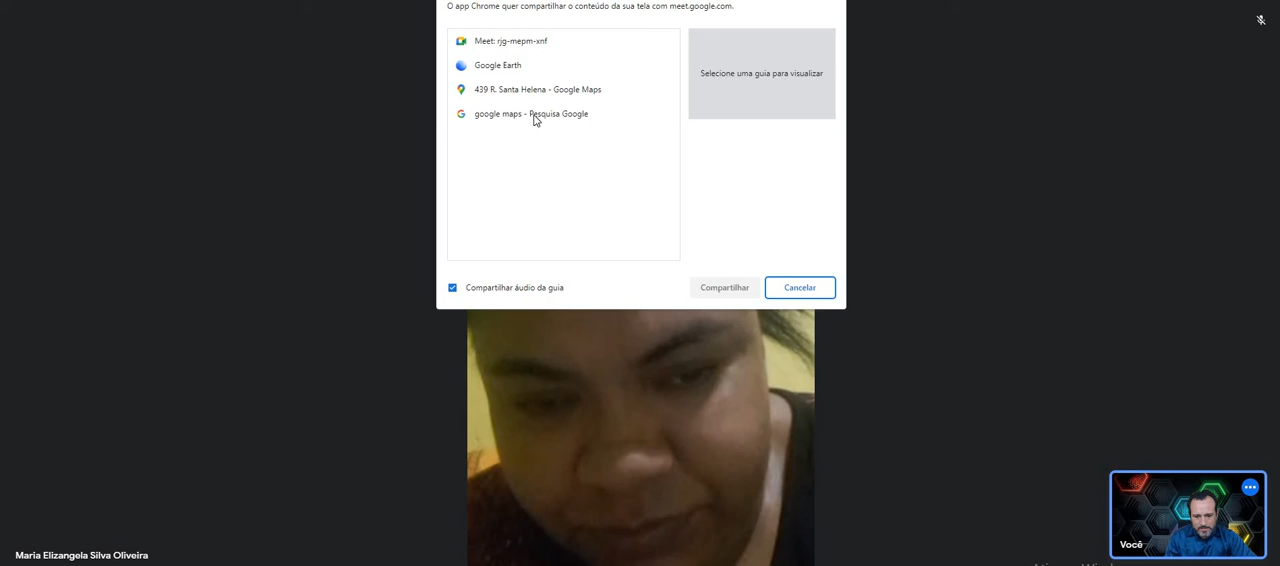 O app Chrome quer compartilhar o conteúdo da sua tela com meet.google.com.
Meet: rjg-mepm-xnf
Google Earth
439 R. Santa Helena - Google Maps
google maps - Pesquisa Google
Selecione uma guia para visualizar
Compartilhar áudio da guia
Compartilhar
Cancelar
Você
Maria Elizangela Silva Oliveira